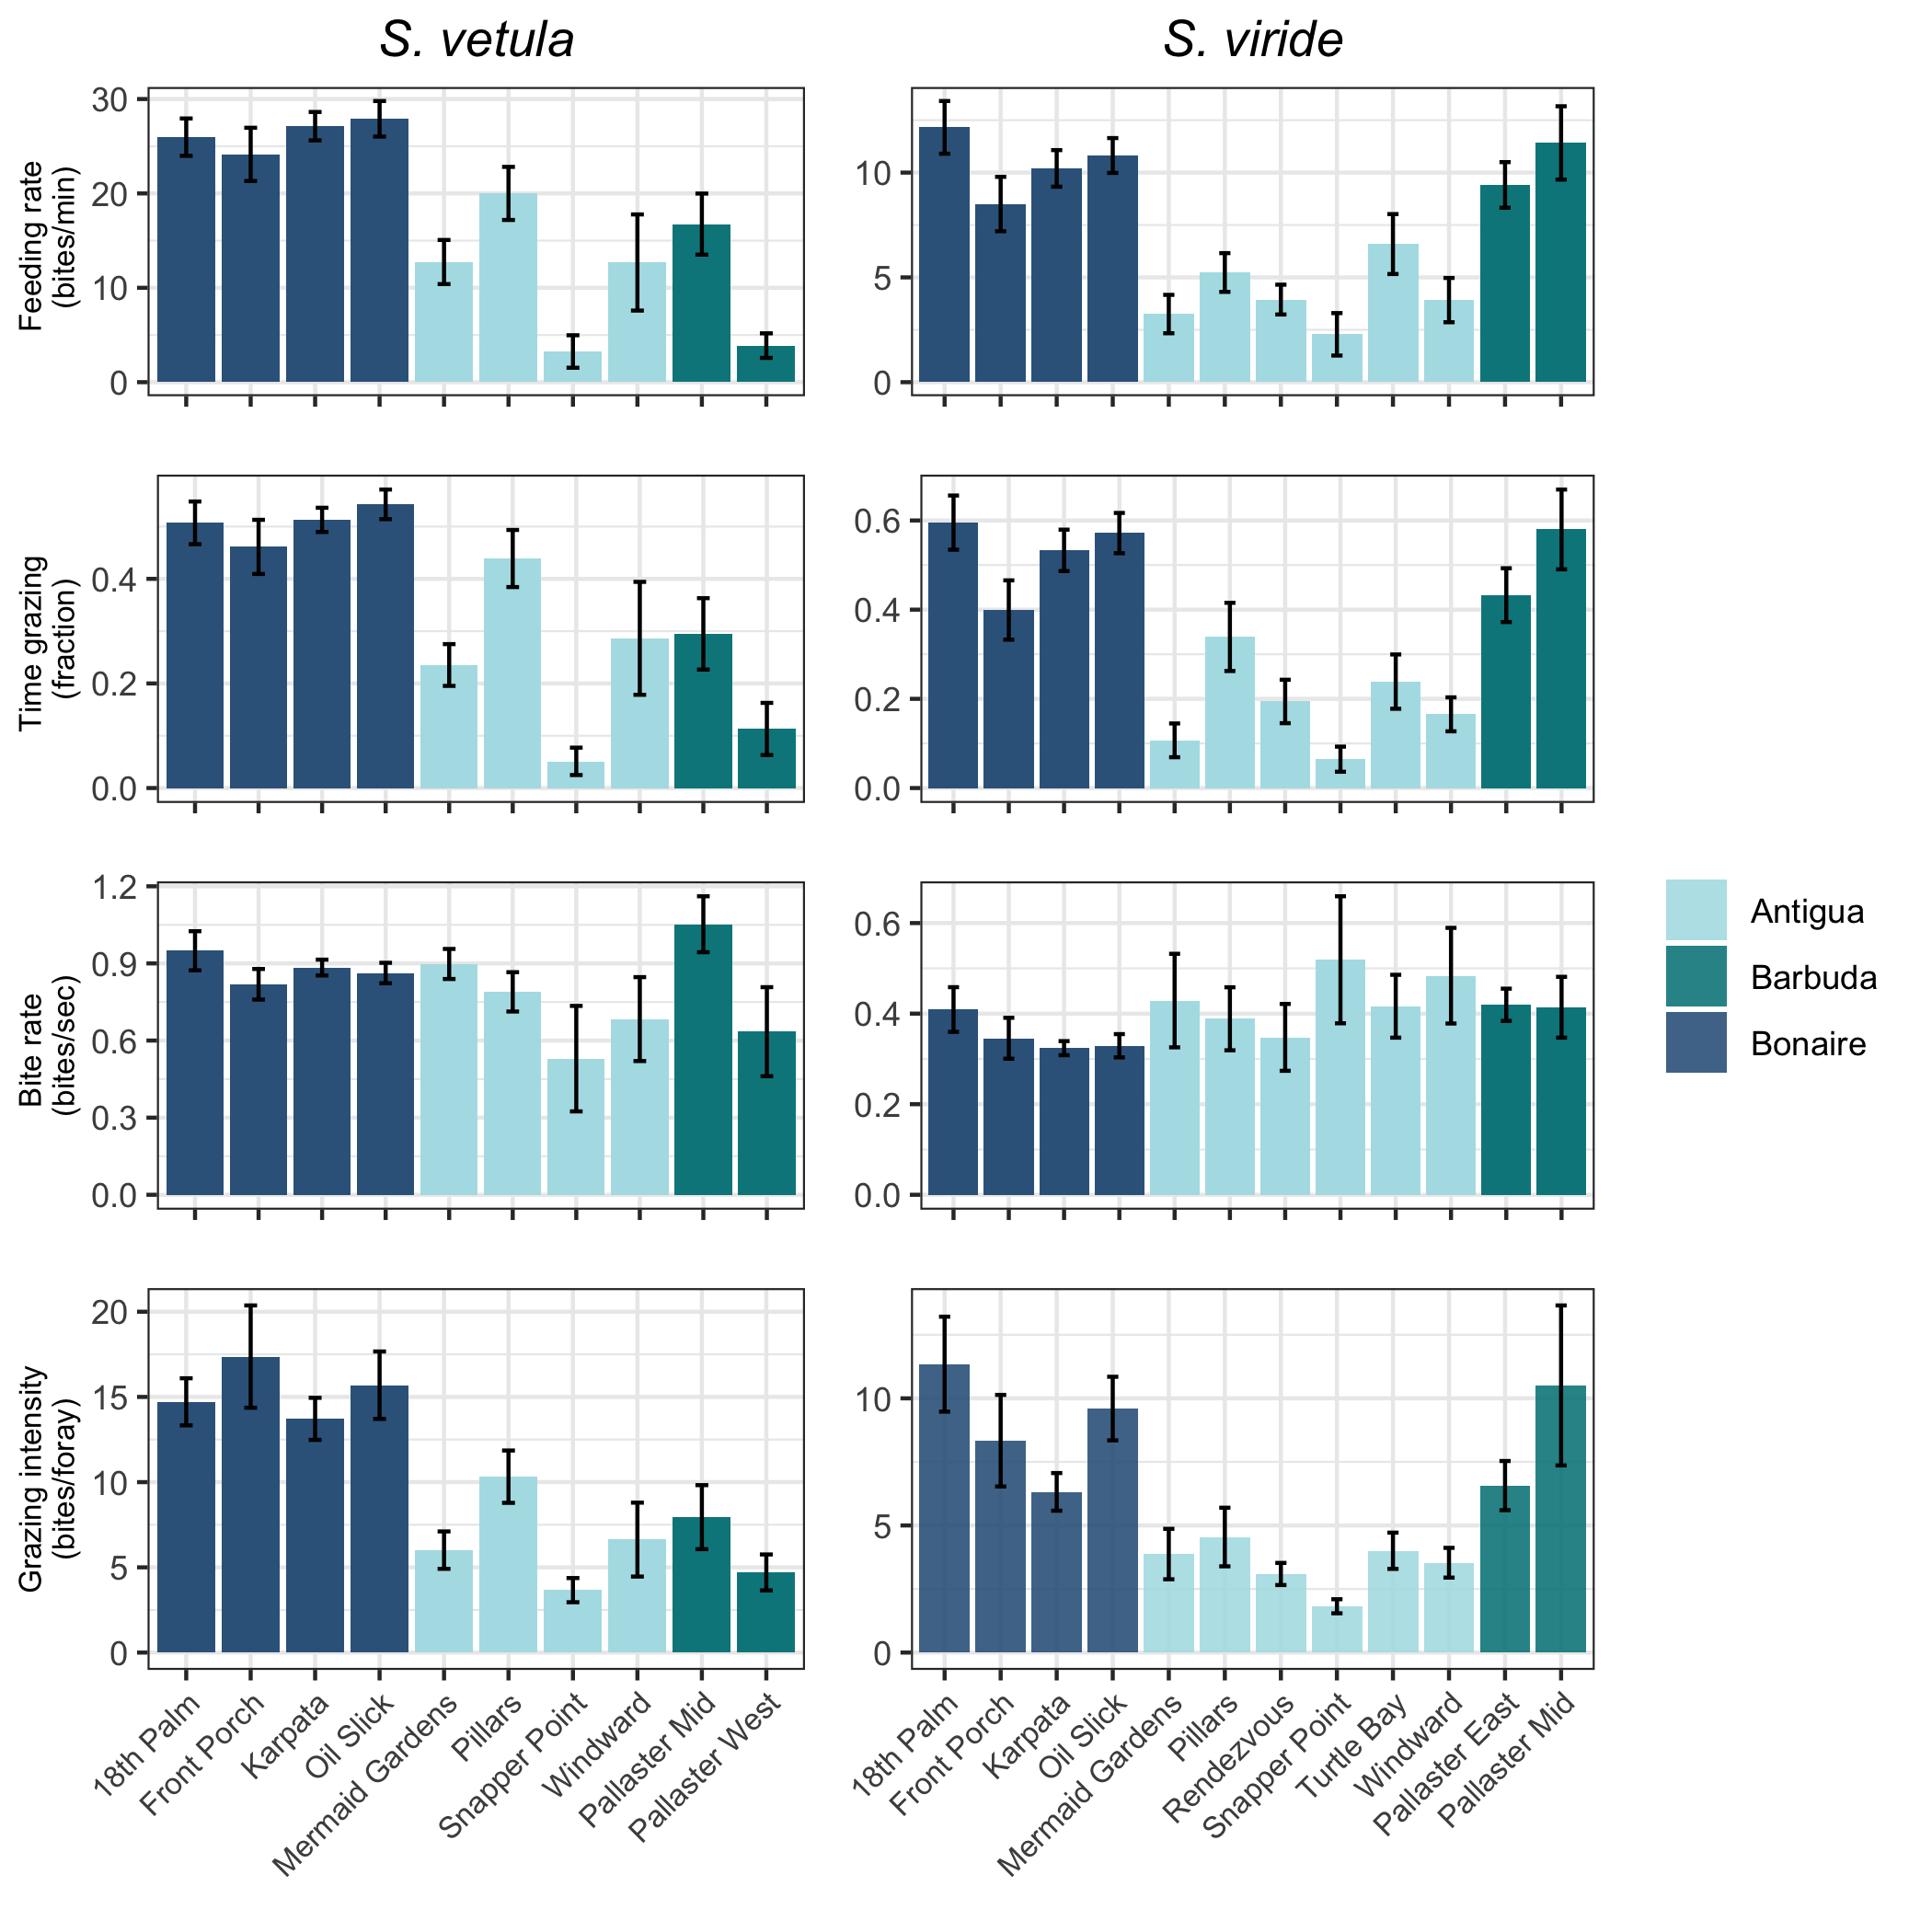 S. vetula
S. viride
Feeding rate
(bites/min)
30
20
10
0
10
5
0
Time grazing
(fraction)
0.4
0.2
0.0
0.6
0.4
0.2
0.0
Bite rate
(bites/sec)
1.2
0.9
0.6
0.3
0.0
0.6
0.4
0.2
0.0
Antigua
Barbuda
Bonaire
Grazing intensity
(bites/foray)
20
15
10
5
0
10
5
0
18th Palm
Front Porch
Karpata
Oil Slick
Mermaid Gardens
Pillars
Snapper Point
Windward
Pallaster Mid
Pallaster West
18th Palm
Front Porch
Karpata
Oil Slick
Mermaid Gardens
Pillars
Rendezvous
Snapper Point
Turtle Bay
Windward
Pallaster East
Pallaster Mid